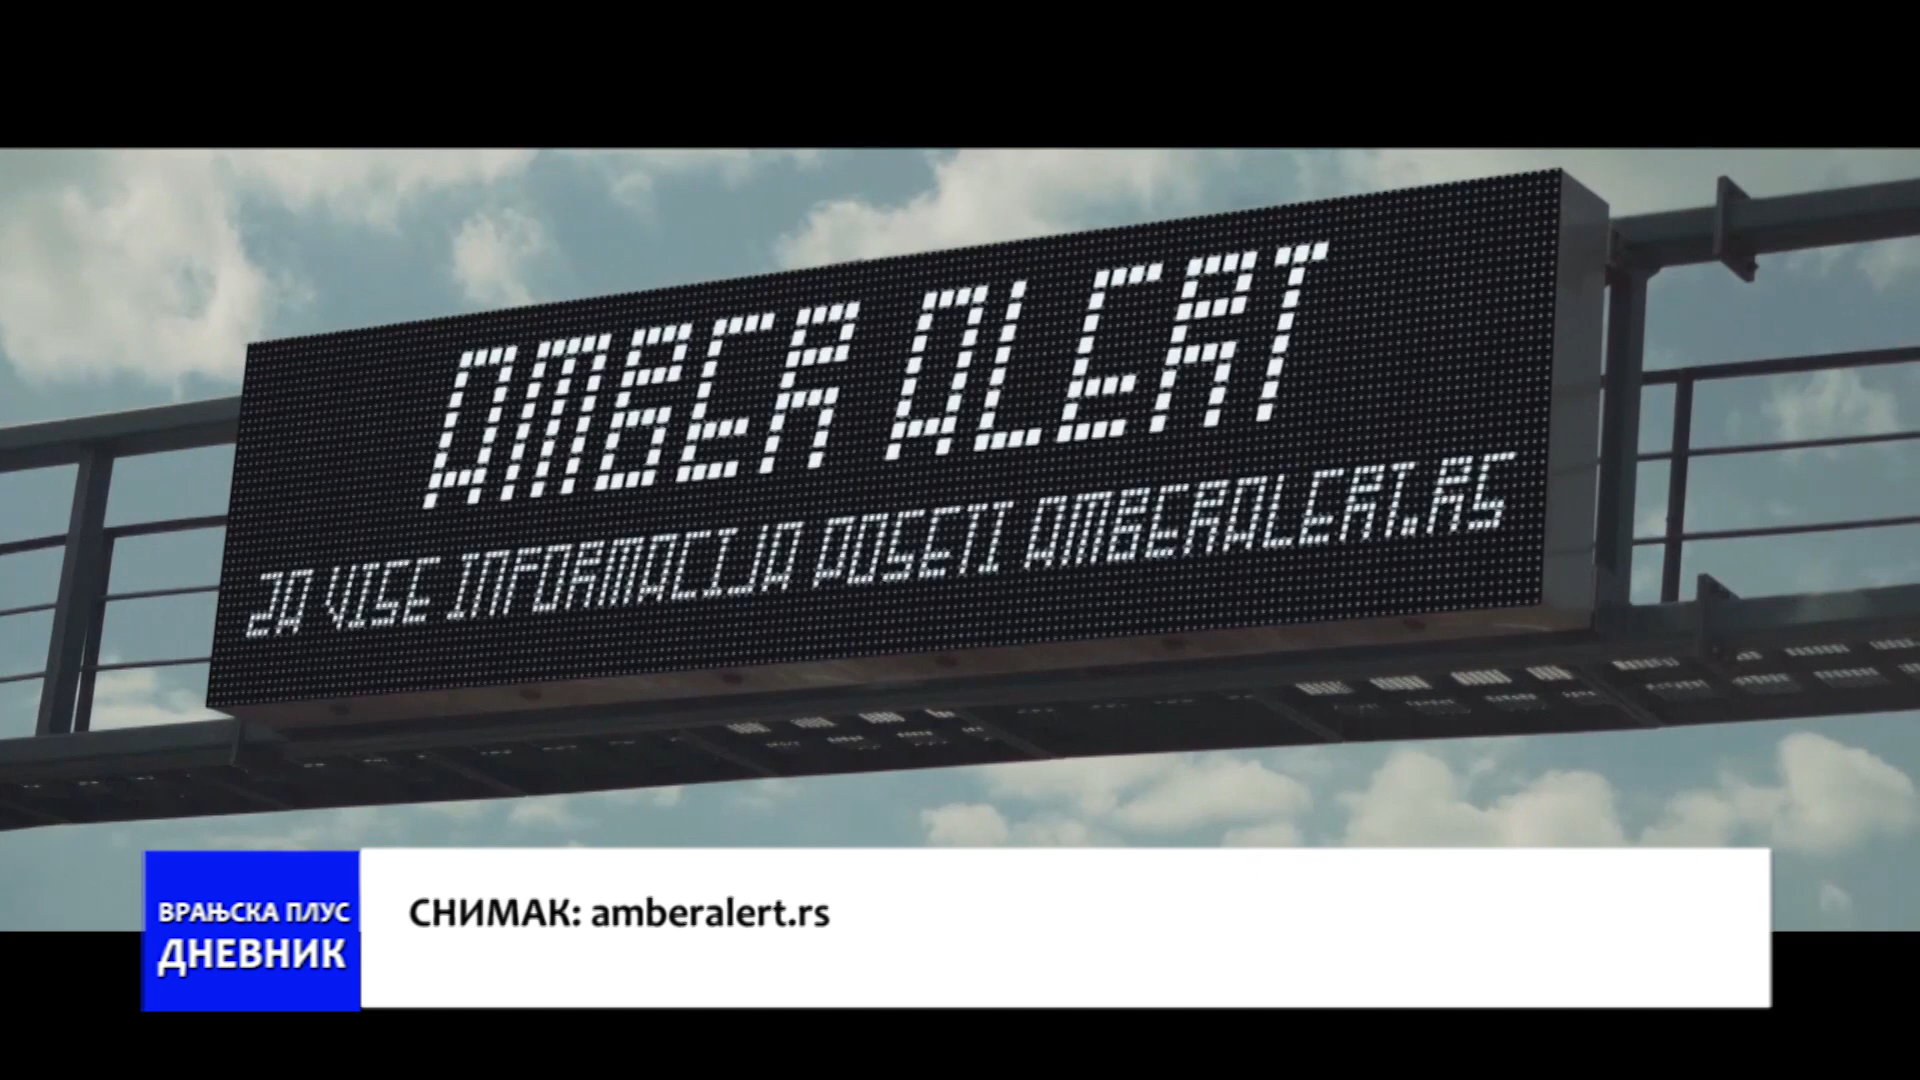 AMBER ALERT
ZA VISE INFORMACIJA POSETI AMBERALERT.RS
ВРАЊСКА ПЛУС
ДНЕВНИК
СНИМАК: amberalert.rs